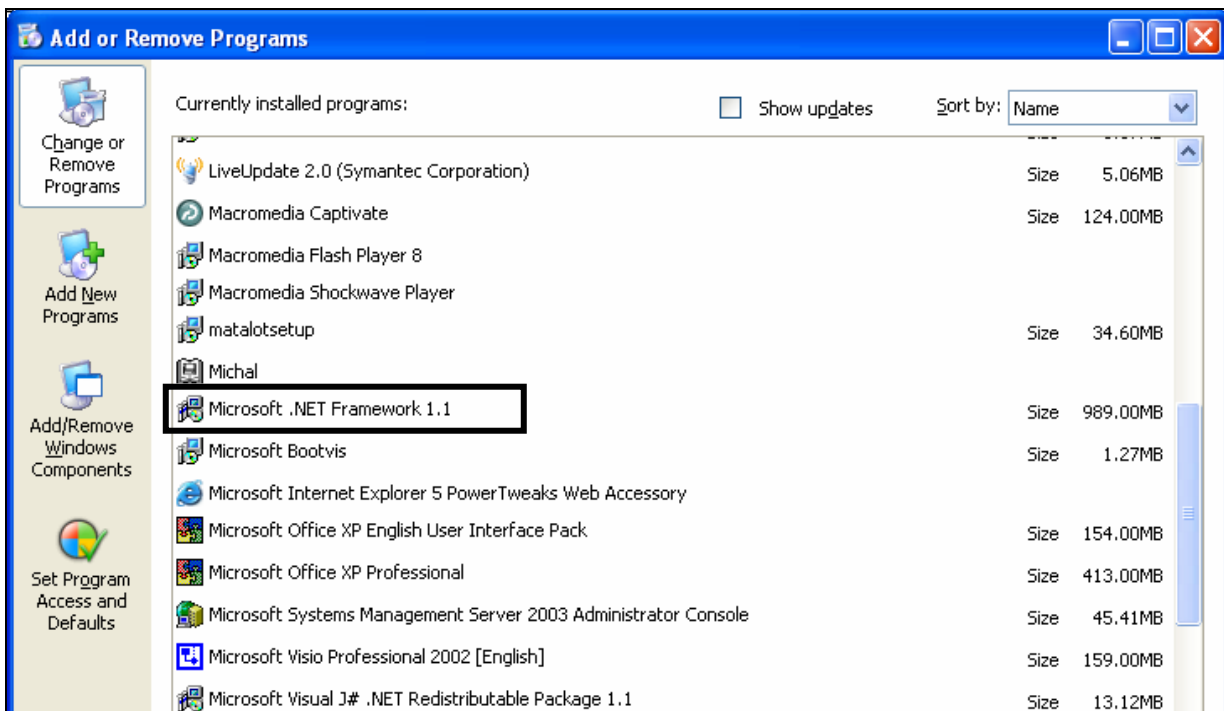 Add or Remove Programs
Change or
Remove
Programs
Add New
Programs
Add/Remove
Windows
Components
Set Program
Access and
Defaults
Currently installed programs: Show updates Sort by: Name
LiveUpdate 2.0 (Symantec Corporation) Size 5.06MB
Macromedia Captivate Size 124.00MB
Macromedia Flash Player 8
Macromedia Shockwave Player
matalotsetup Size 34.60MB
Michal
Microsoft .NET Framework 1.1 Size 989.00MB
Microsoft Bootvis Size 1.27MB
Microsoft Internet Explorer 5 PowerTweaks Web Accessory
Microsoft Office XP English User Interface Pack Size 154.00MB
Microsoft Office XP Professional Size 413.00MB
Microsoft Systems Management Server 2003 Administrator Console Size 45.41MB
Microsoft Visio Professional 2002 [English] Size 159.00MB
Microsoft Visual J# .NET Redistributable Package 1.1 Size 13.12MB